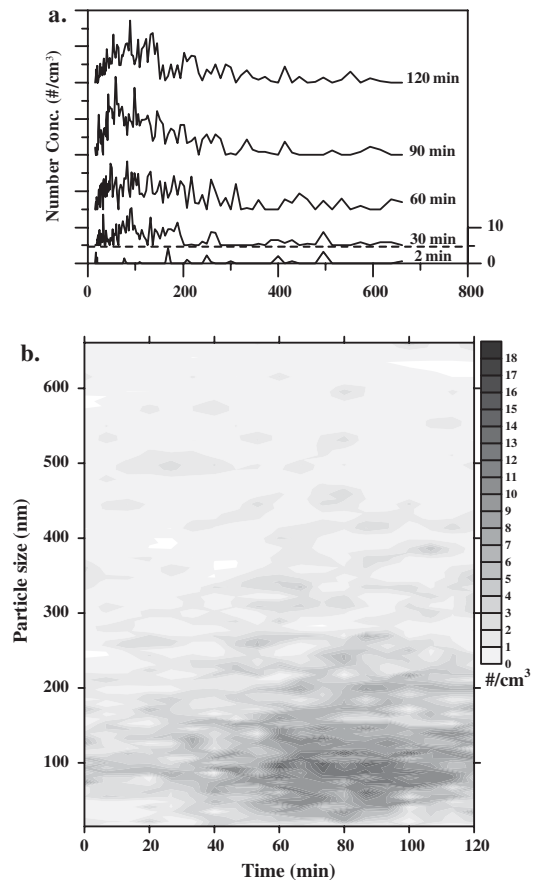 a.
Number Conc. (#/cm³)
120 min
90 min
60 min
30 min
2 min
10
0
0 200 400 600 800
b.
Particle size (nm)
600
500
400
300
200
100
0 20 40 60 80 100 120
Time (min)
18
17
16
15
14
13
12
11
10
9
8
7
6
5
4
3
2
1
0
#/cm³